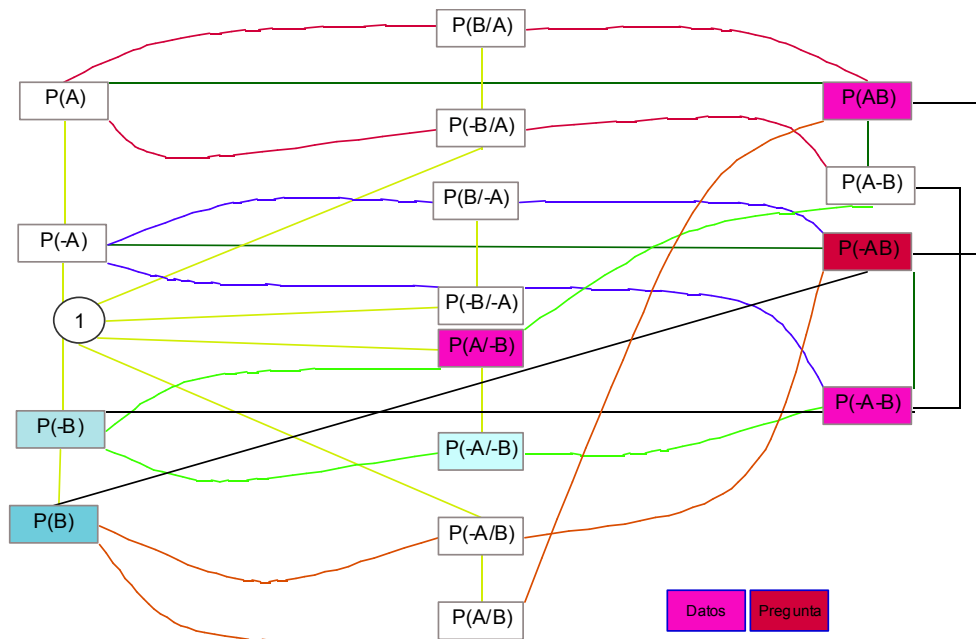 P(B/A)
P(A)
P(AB)
P(-B/A)
P(A-B)
P(B/-A)
P(-A)
P(-AB)
P(-B/-A)
1
P(A/-B)
P(-A-B)
P(-B)
P(-A/-B)
P(B)
P(-A/B)
P(A/B)
Datos
Pregunta